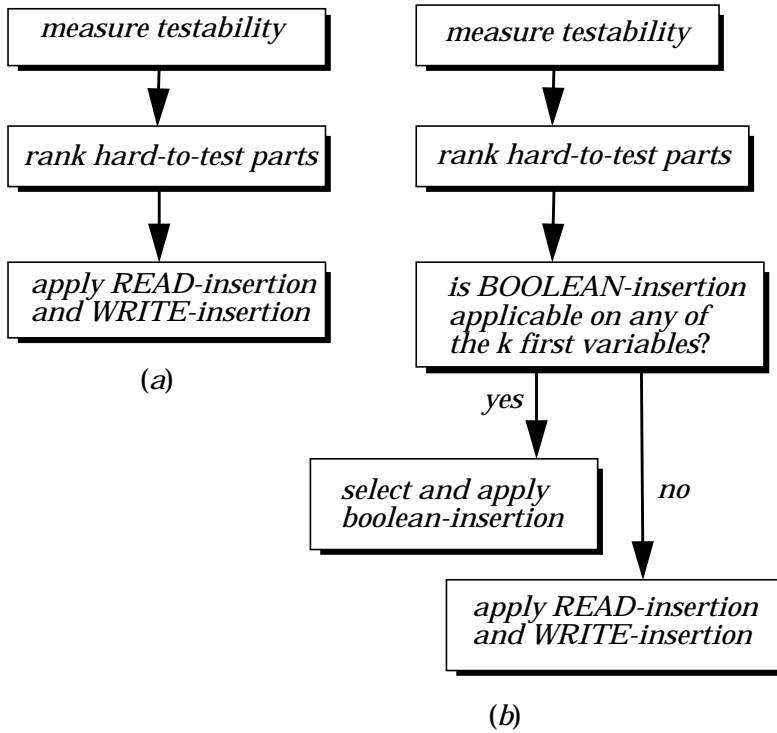 measure testability
rank hard-to-test parts
apply READ-insertion
and WRITE-insertion
(a)
measure testability
rank hard-to-test parts
is BOOLEAN-insertion
applicable on any of
the k first variables?
yes
no
select and apply
boolean-insertion
apply READ-insertion
and WRITE-insertion
(b)